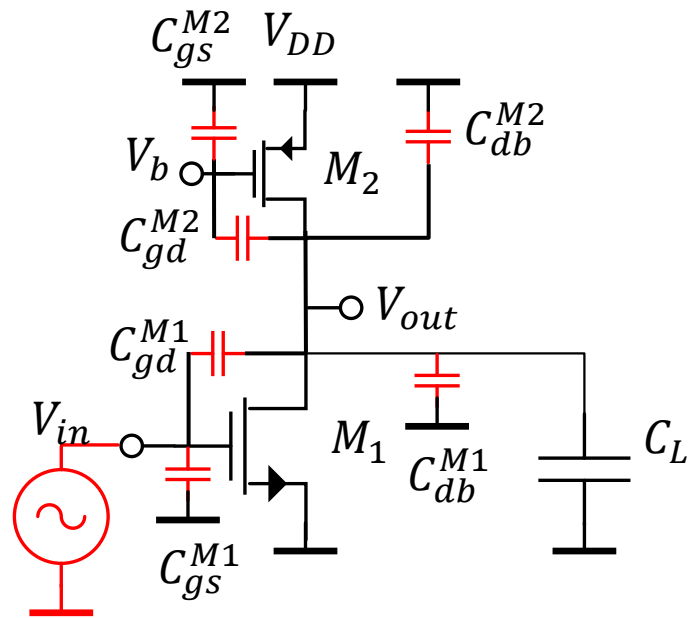 $C_{gs}^{M2}$
$V_{DD}$
$C_{db}^{M2}$
$V_b$
$M_2$
$C_{gd}^{M2}$
$V_{out}$
$C_{gd}^{M1}$
$V_{in}$
$M_1$
$C_L$
$C_{db}^{M1}$
$C_{gs}^{M1}$